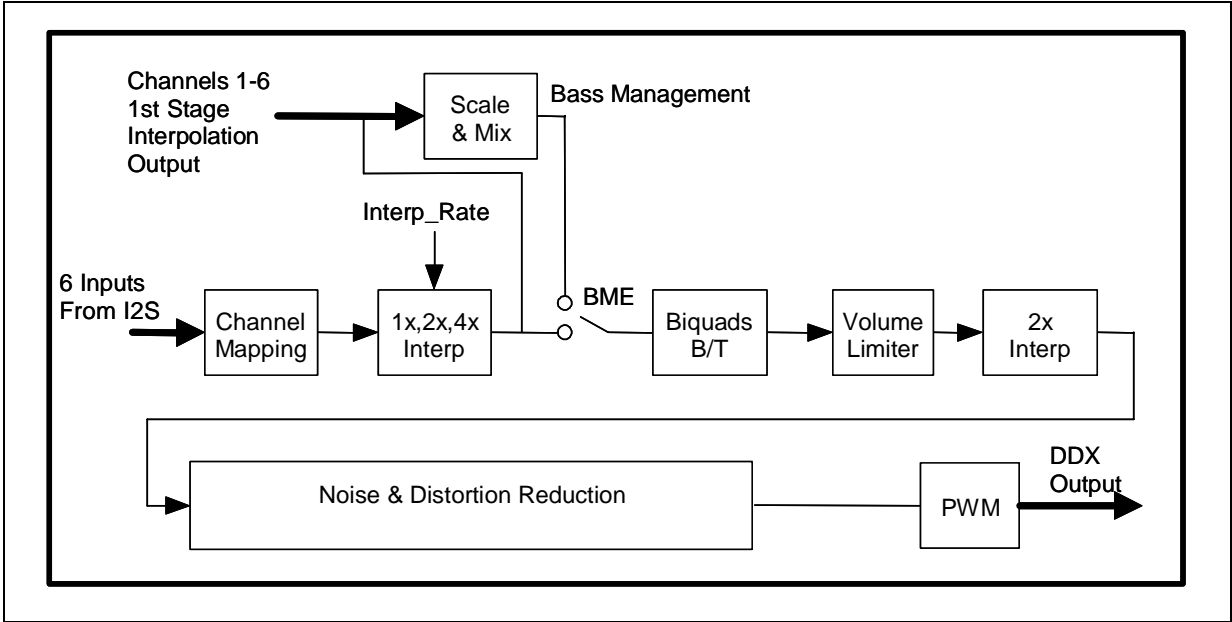 Channels 1-6
1st Stage
Interpolation
Output
Scale
& Mix
Bass Management
Interp_Rate
6 Inputs
From I2S
Channel
Mapping
1x,2x,4x
Interp
BME
Biquads
B/T
Volume
Limiter
2x
Interp
Noise & Distortion Reduction
PWM
DDX
Output